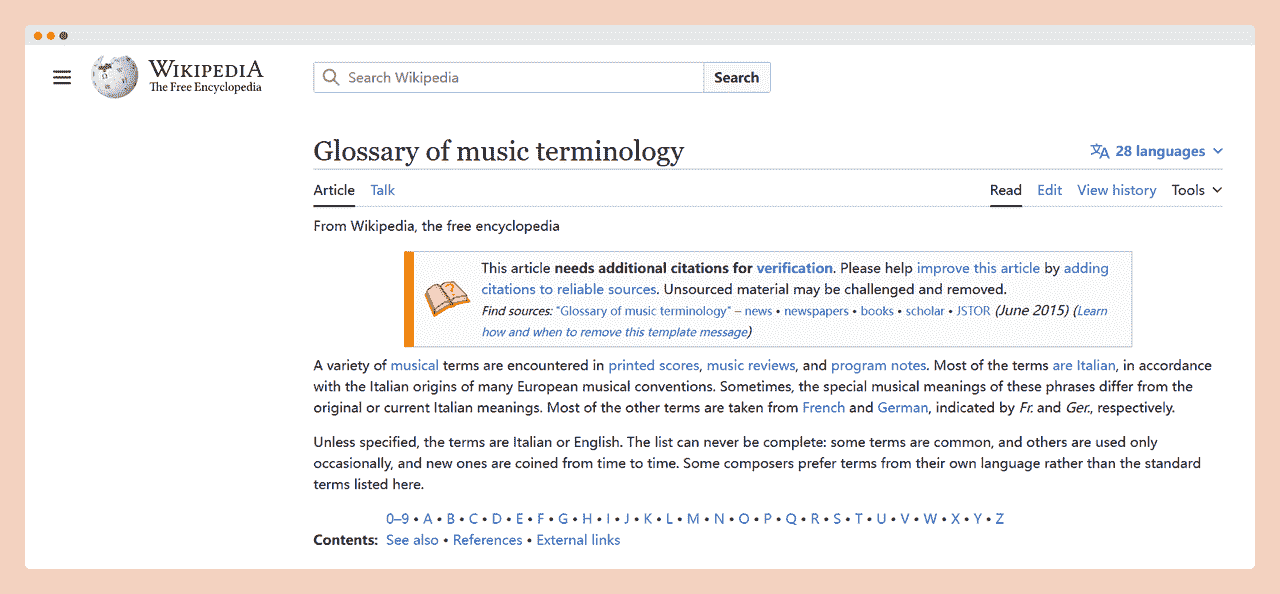 WIKIPEDIA
The Free Encyclopedia
Search Wikipedia
Search
Glossary of music terminology
28 languages
Article Talk
Read Edit View history Tools
From Wikipedia, the free encyclopedia
This article needs additional citations for verification. Please help improve this article by adding
citations to reliable sources. Unsourced material may be challenged and removed.
Find sources: "Glossary of music terminology" – news • newspapers • books • scholar • JSTOR (June 2015) (Learn
how and when to remove this template message)
A variety of musical terms are encountered in printed scores, music reviews, and program notes. Most of the terms are Italian, in accordance
with the Italian origins of many European musical conventions. Sometimes, the special musical meanings of these phrases differ from the
original or current Italian meanings. Most of the other terms are taken from French and German, indicated by Fr. and Ger., respectively.
Unless specified, the terms are Italian or English. The list can never be complete: some terms are common, and others are used only
occasionally, and new ones are coined from time to time. Some composers prefer terms from their own language rather than the standard
terms listed here.
0–9 • A • B • C • D • E • F • G • H • I • J • K • L • M • N • O • P • Q • R • S • T • U • V • W • X • Y • Z
Contents: See also • References • External links